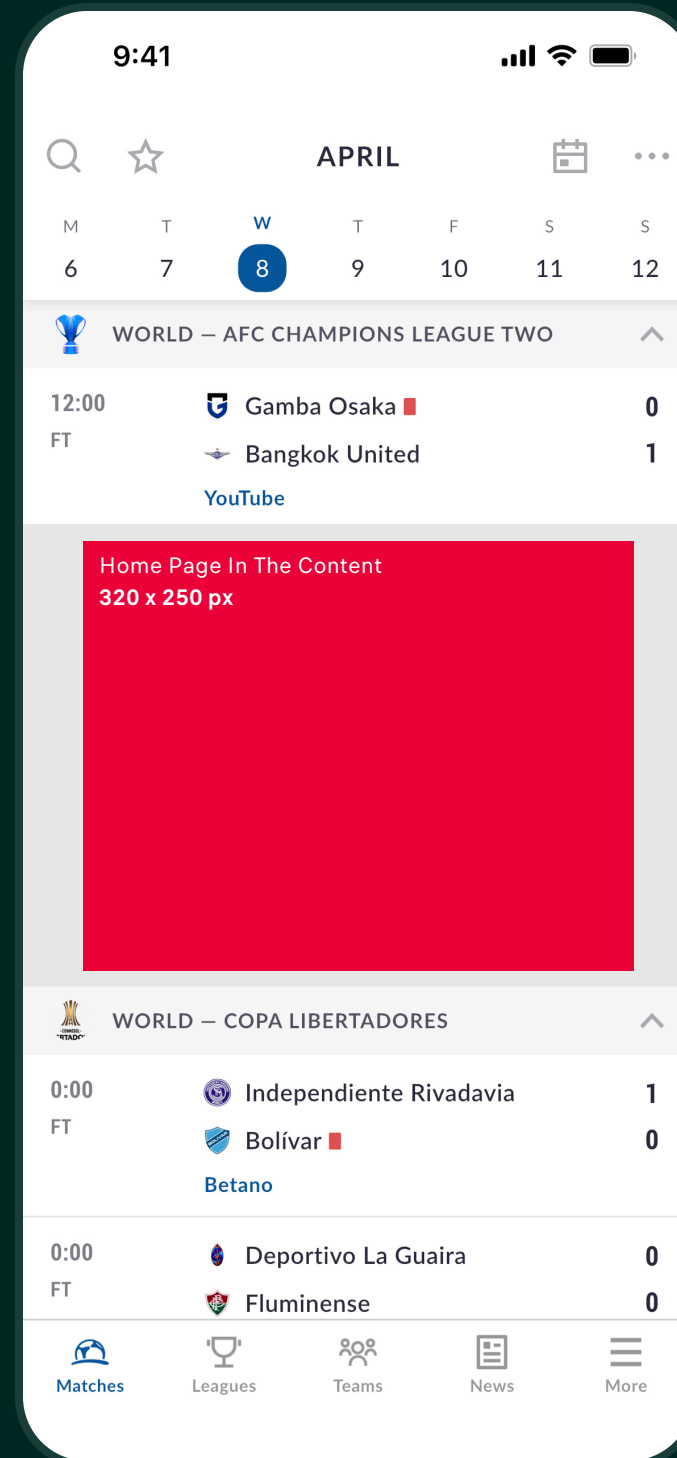 9:41
APRIL
M T W T F S S
6 7 8 9 10 11 12
WORLD — AFC CHAMPIONS LEAGUE TWO
12:00 Gamba Osaka 0
FT Bangkok United 1
YouTube
Home Page In The Content
320 x 250 px
WORLD — COPA LIBERTADORES
0:00 Independiente Rivadavia 1
FT Bolívar 0
Betano
0:00 Deportivo La Guaira 0
FT Fluminense 0
Matches Leagues Teams News More